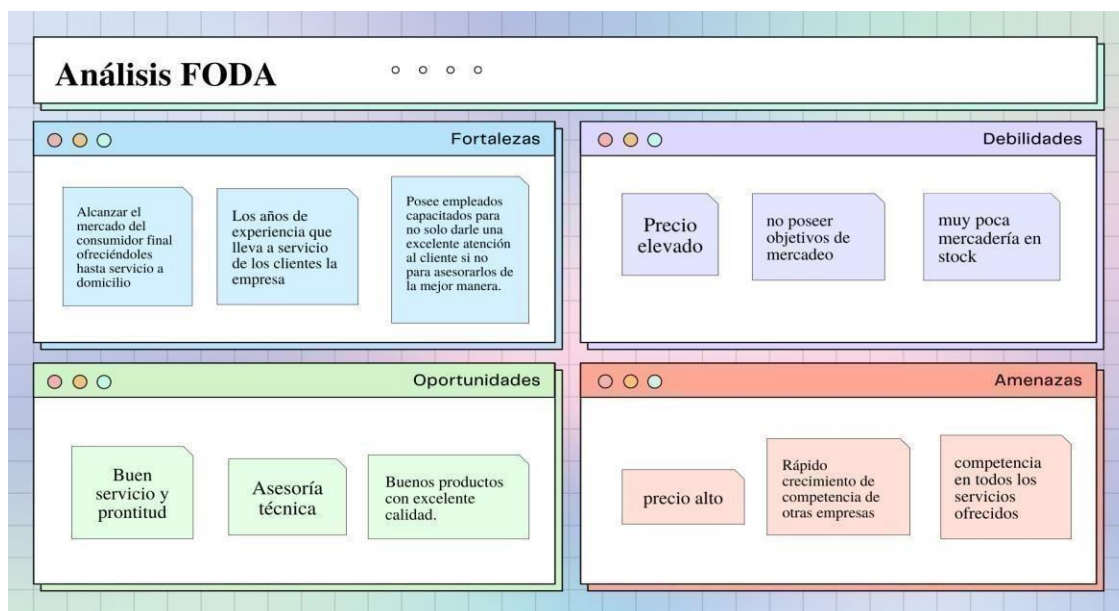 Análisis FODA
Fortalezas
Alcanzar el
mercado del
consumidor final
ofreciéndoles
hasta servicio a
domicilio
Los años de
experiencia que
lleva a servicio
de los clientes la
empresa
Posee empleados
capacitados para
no solo darle una
excelente atención
al cliente si no
para asesorarlos de
la mejor manera.
Debilidades
Precio
elevado
no poseer
objetivos de
mercadeo
muy poca
mercadería en
stock
Oportunidades
Buen
servicio y
prontitud
Asesoría
técnica
Buenos productos
con excelente
calidad.
Amenazas
precio alto
Rápido
crecimiento de
competencia de
otras empresas
competencia
en todos los
servicios
ofrecidos